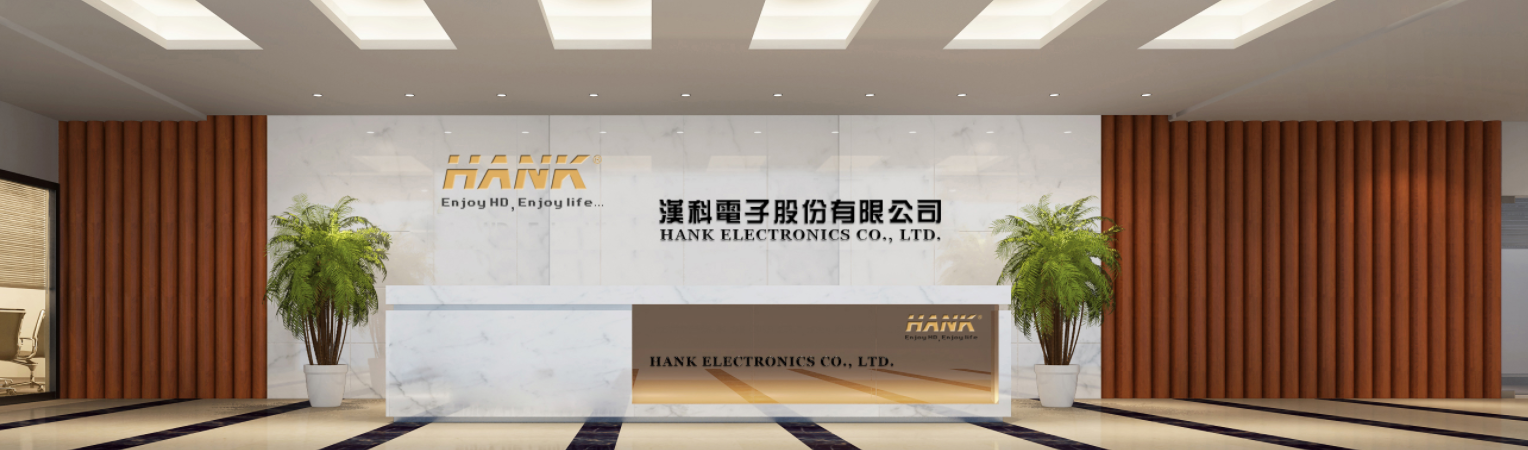 HANK®
Enjoy HD, Enjoy life...
漢科電子股份有限公司
HANK ELECTRONICS CO., LTD.
HANK®
Enjoy HD, Enjoy life...
HANK ELECTRONICS CO., LTD.